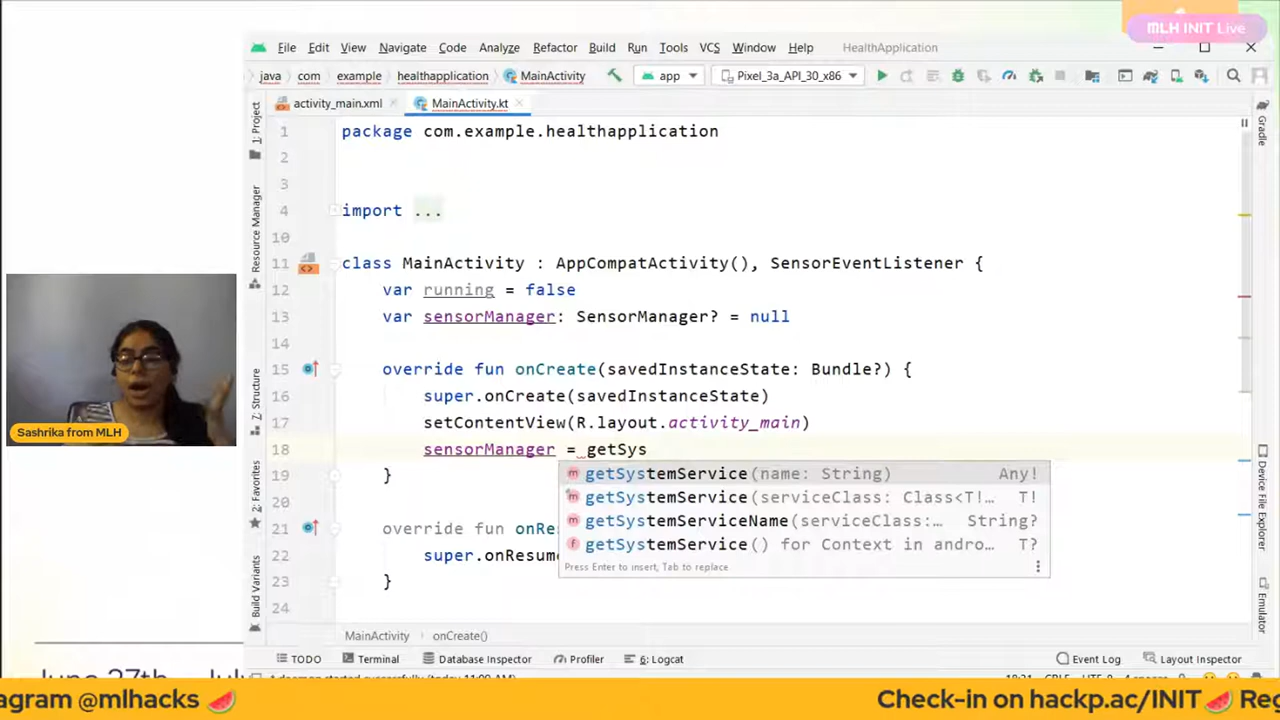 MLH INIT Live
File Edit View Navigate Code Analyze Refactor Build Run Tools VCS Window Help HealthApplication
java com example healthapplication MainActivity app Pixel_3a_API_30_x86
activity_main.xml MainActivity.kt
1: Project
Resource Manager
7: Structure
2: Favorites
Build Variants
1 package com.example.healthapplication
2
3
4 import ...
10
11 class MainActivity : AppCompatActivity(), SensorEventListener {
12 var running = false
13 var sensorManager: SensorManager? = null
14
15 override fun onCreate(savedInstanceState: Bundle?) {
16 super.onCreate(savedInstanceState)
17 setContentView(R.layout.activity_main)
18 sensorManager = getSys
19 }
getSystemService(name: String) Any!
getSystemService(serviceClass: Class<T!… T!
getSystemServiceName(serviceClass:… String?
getSystemService() for Context in andro… T?
Press Enter to insert, Tab to replace
20
21 override fun onRe
22 super.onResume
23 }
24
Gradle
Device File Explorer
Emulator
Sashrika from MLH
MainActivity onCreate()
TODO Terminal Database Inspector Profiler 6: Logcat Event Log Layout Inspector
agram @mlhacks Check-in on hackp.ac/INIT Reg